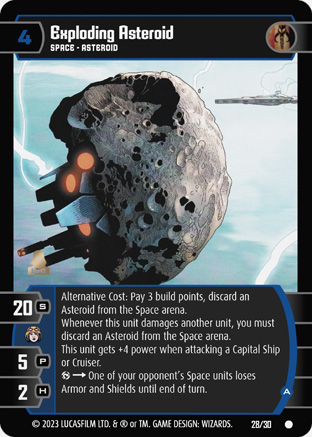 4
Exploding Asteroid
SPACE - ASTEROID
20 S
Alternative Cost: Pay 3 build points, discard an
Asteroid from the Space arena.
Whenever this unit damages another unit, you must
discard an Asteroid from the Space arena.
5 P
This unit gets +4 power when attacking a Capital Ship
or Cruiser.
2 H
One of your opponent's Space units loses
Armor and Shields until end of turn.
A
© 2023 LUCASFILM LTD. & ® or TM. GAME DESIGN: WIZARDS.
28/30